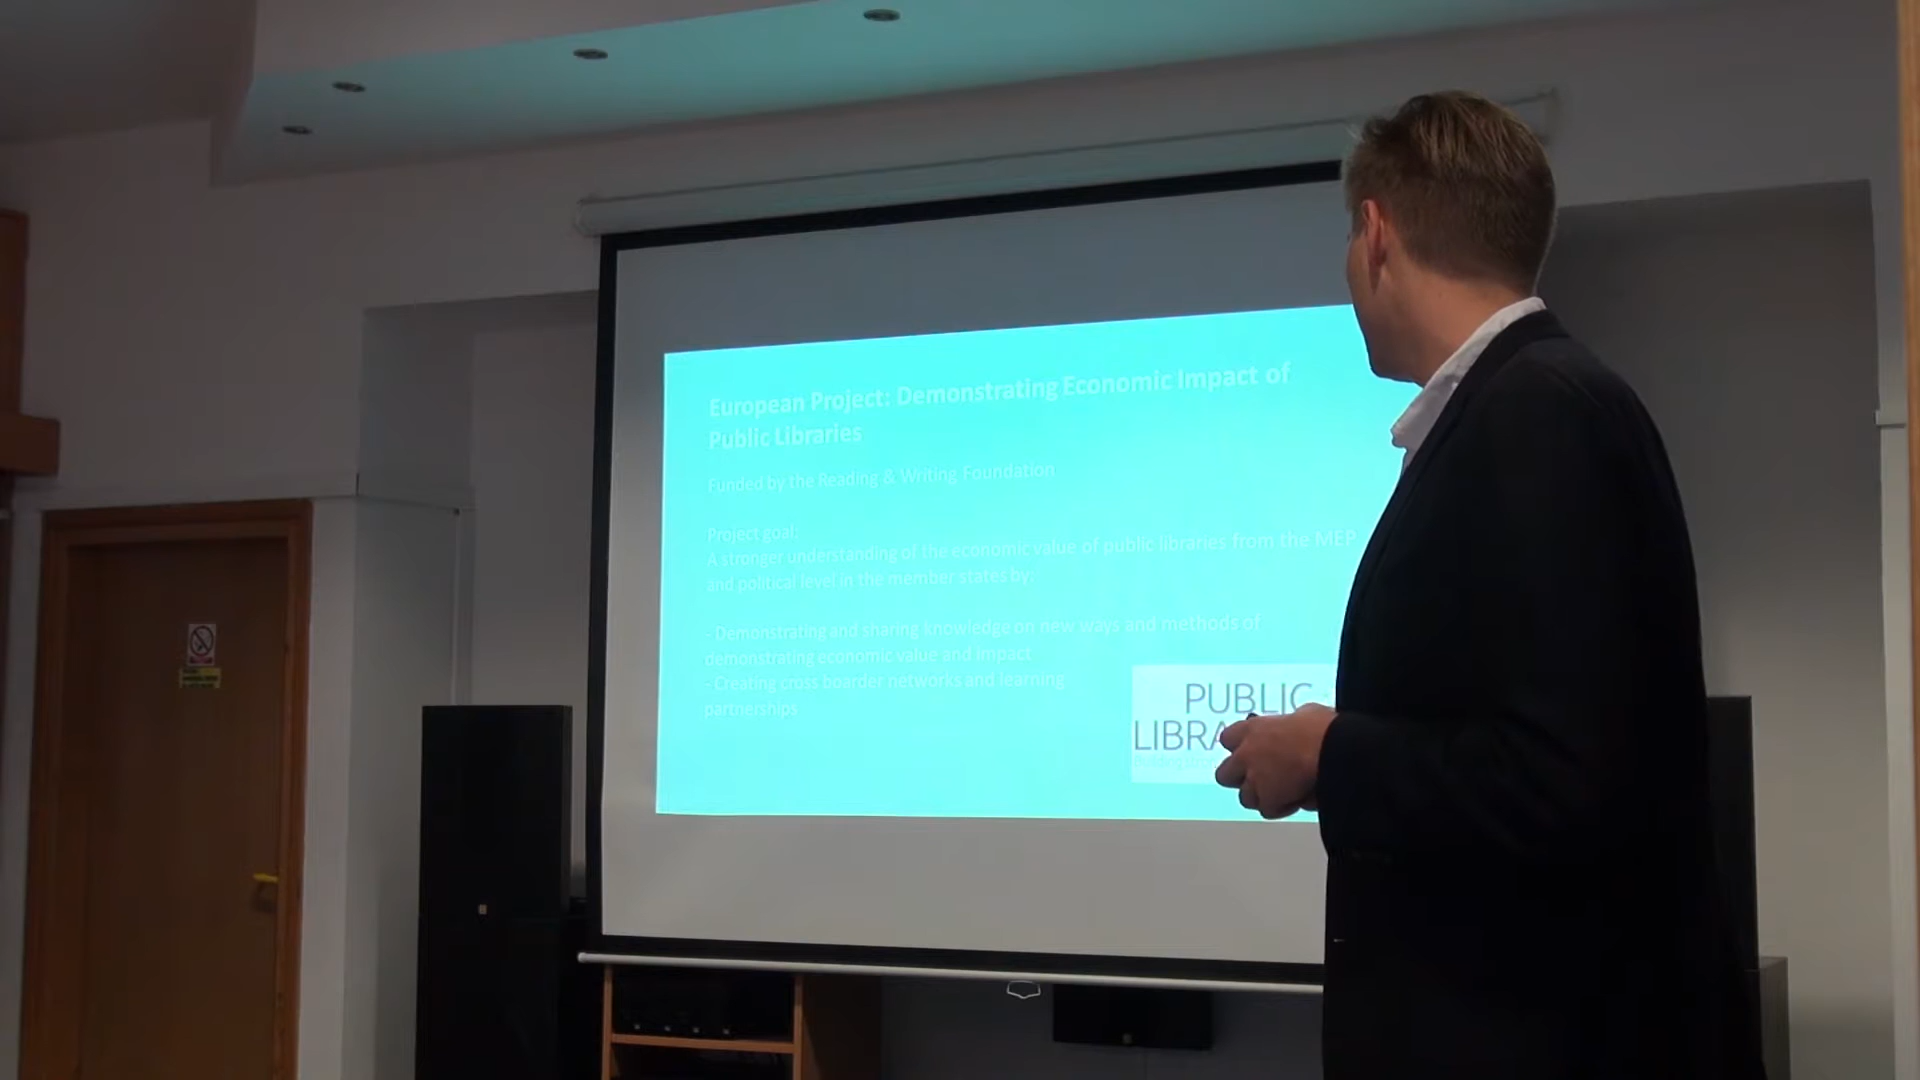 European Project: Demonstrating Economic Impact of
Public Libraries
Funded by the Reading & Writing Foundation
Project goal:
A stronger understanding of the economic value of public libraries from the MEP
and political level in the member states by:
- Demonstrating and sharing knowledge on new ways and methods of
demonstrating economic value and impact
- Creating cross boarder networks and learning
partnerships
PUBLIC
LIBRA
Building